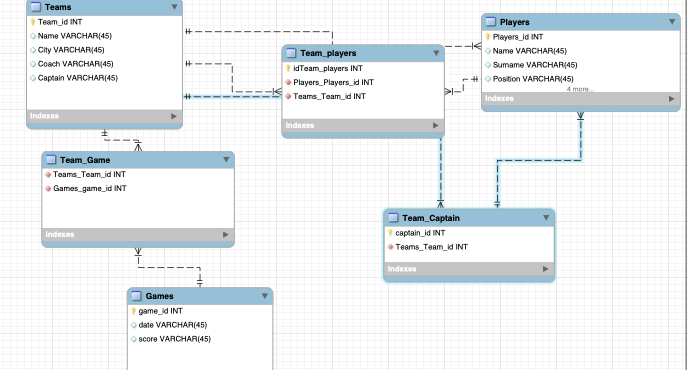 Teams
Team_id INT
Name VARCHAR(45)
City VARCHAR(45)
Coach VARCHAR(45)
Captain VARCHAR(45)
Indexes
Team_players
idTeam_players INT
Players_Players_id INT
Teams_Team_id INT
Indexes
Players
Players_id INT
Name VARCHAR(45)
Surname VARCHAR(45)
Position VARCHAR(45)
4 more...
Indexes
Team_Game
Teams_Team_id INT
Games_game_id INT
Indexes
Team_Captain
captain_id INT
Teams_Team_id INT
Indexes
Games
game_id INT
date VARCHAR(45)
score VARCHAR(45)